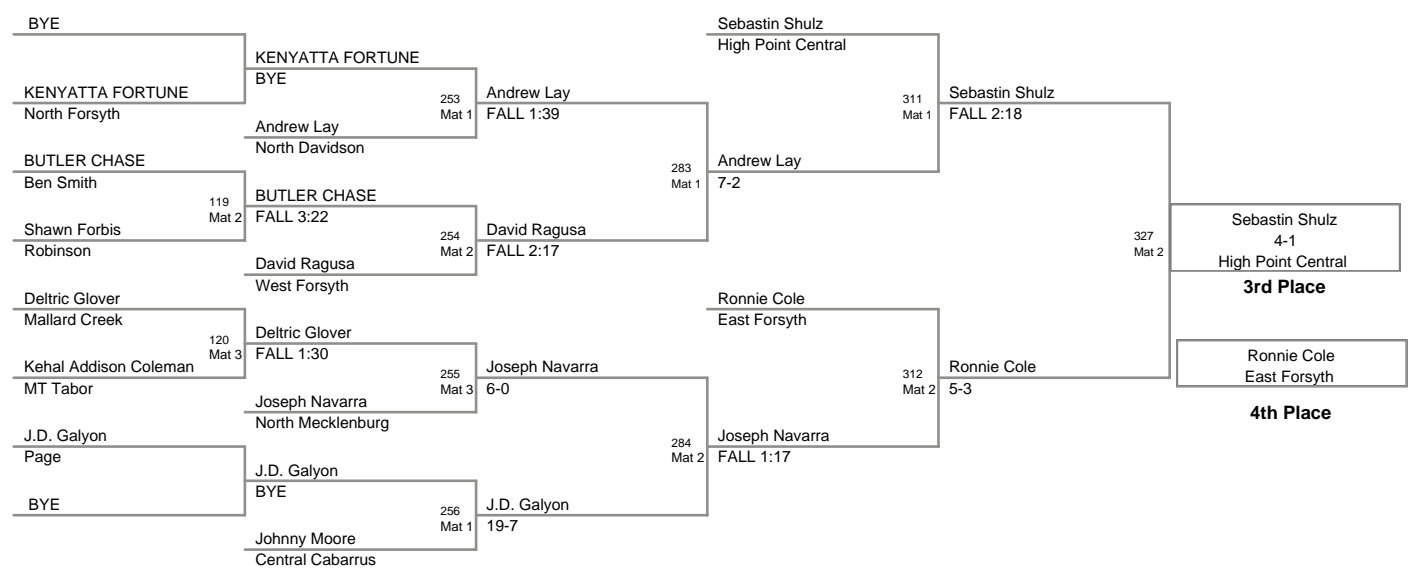 BYE
KENYATTA FORTUNE
North Forsyth
BUTLER CHASE
Ben Smith
119
Mat 2
Shawn Forbis
Robinson
Deltric Glover
Mallard Creek
120
Mat 3
Kehal Addison Coleman
MT Tabor
J.D. Galyon
Page
BYE
KENYATTA FORTUNE
BYE
253
Mat 1
Andrew Lay
North Davidson
BUTLER CHASE
FALL 3:22
254
Mat 2
David Ragusa
West Forsyth
Deltric Glover
FALL 1:30
255
Mat 3
Joseph Navarra
North Mecklenburg
J.D. Galyon
BYE
256
Mat 1
Johnny Moore
Central Cabarrus
Andrew Lay
FALL 1:39
283
Mat 1
David Ragusa
FALL 2:17
Joseph Navarra
6-0
284
Mat 2
J.D. Galyon
19-7
Sebastin Shulz
High Point Central
311
Mat 1
Andrew Lay
7-2
Ronnie Cole
East Forsyth
312
Mat 2
Joseph Navarra
FALL 1:17
Sebastin Shulz
FALL 2:18
327
Mat 2
Ronnie Cole
5-3
Sebastin Shulz
4-1
High Point Central
3rd Place
Ronnie Cole
East Forsyth
4th Place